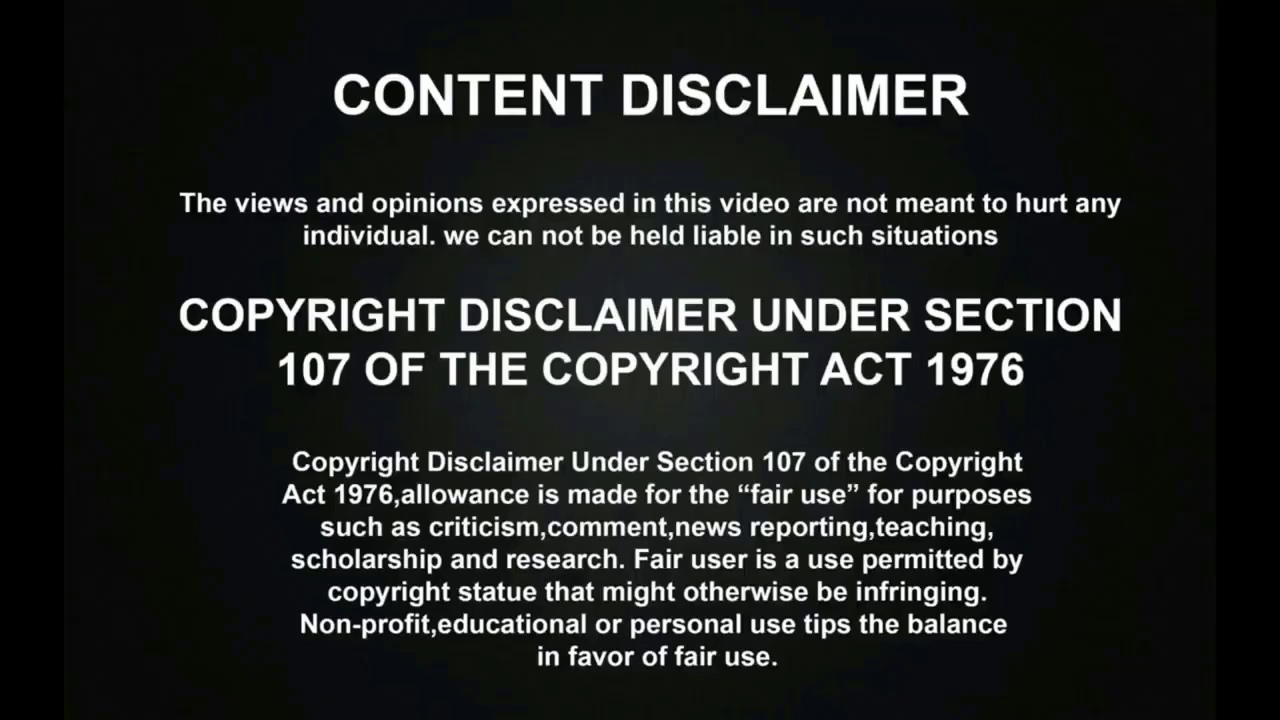 CONTENT DISCLAIMER
The views and opinions expressed in this video are not meant to hurt any
individual. we can not be held liable in such situations
COPYRIGHT DISCLAIMER UNDER SECTION
107 OF THE COPYRIGHT ACT 1976
Copyright Disclaimer Under Section 107 of the Copyright
Act 1976,allowance is made for the “fair use” for purposes
such as criticism,comment,news reporting,teaching,
scholarship and research. Fair user is a use permitted by
copyright statue that might otherwise be infringing.
Non-profit,educational or personal use tips the balance
in favor of fair use.